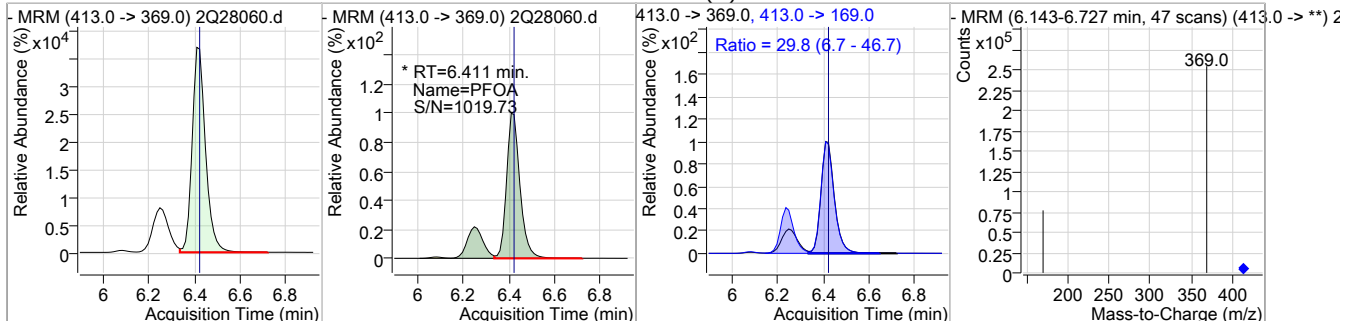 - MRM (413.0 -> 369.0) 2Q28060.d
Relative Abundance (%)
x10⁴
3
2.5
2
1.5
1
0.5
0
6 6.2 6.4 6.6 6.8
Acquisition Time (min)
- MRM (413.0 -> 369.0) 2Q28060.d
Relative Abundance (%)
x10²
* RT=6.411 min.
Name=PFOA
S/N=1019.73
1.2
1
0.8
0.6
0.4
0.2
0
6 6.2 6.4 6.6 6.8
Acquisition Time (min)
413.0 -> 369.0, 413.0 -> 169.0
Relative Abundance (%)
x10²
Ratio = 29.8 (6.7 - 46.7)
1.6
1.4
1.2
1
0.8
0.6
0.4
0.2
0
6 6.2 6.4 6.6 6.8
Acquisition Time (min)
- MRM (6.143-6.727 min, 47 scans) (413.0 -> **) 2
Counts
x10⁵
369.0
2.5
2.25
2
1.75
1.5
1.25
1
0.75
0.5
0.25
0
200 250 300 350 400
Mass-to-Charge (m/z)